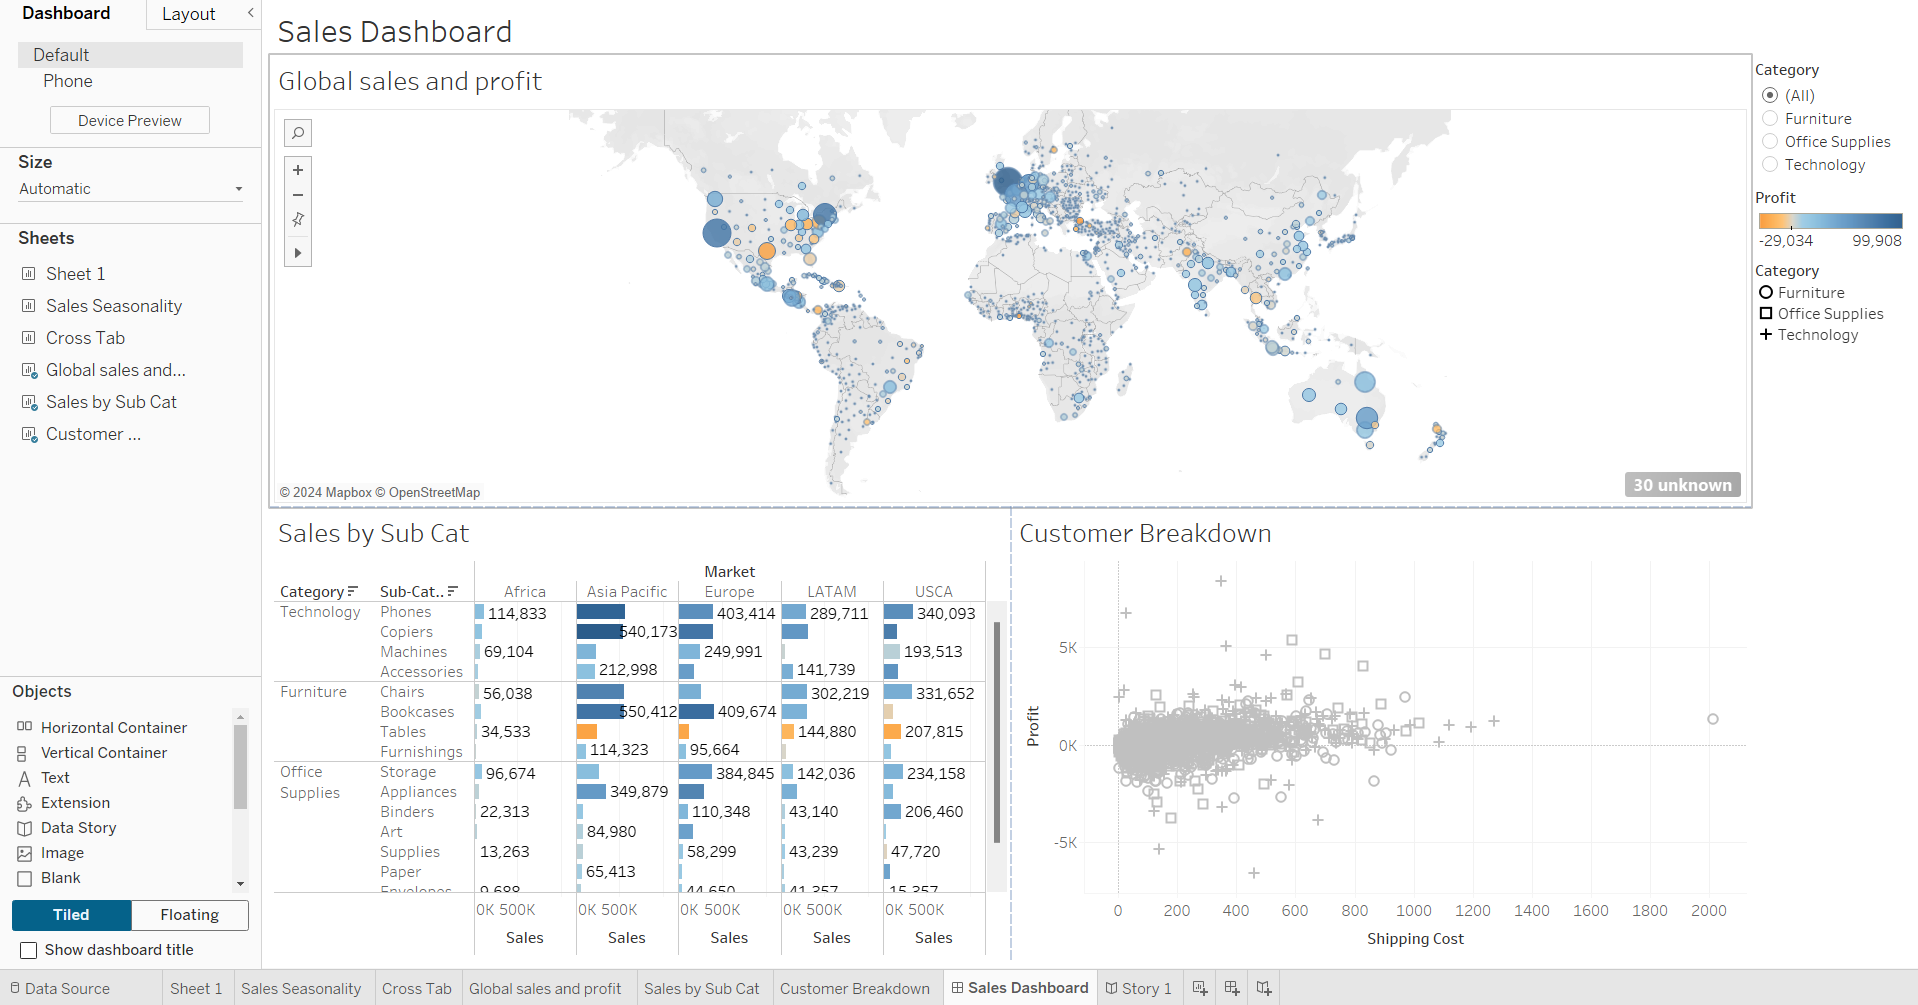 Dashboard
Layout
Default
Phone
Device Preview
Size
Automatic
Sheets
Sheet 1
Sales Seasonality
Cross Tab
Global sales and...
Sales by Sub Cat
Customer ...
Objects
Horizontal Container
Vertical Container
Text
Extension
Data Story
Image
Blank
Tiled
Floating
Show dashboard title
Sales Dashboard
Global sales and profit
© 2024 Mapbox © OpenStreetMap
30 unknown
Category
(All)
Furniture
Office Supplies
Technology
Profit
-29,034 99,908
Category
Furniture
Office Supplies
Technology
Sales by Sub Cat
Market
Category Sub-Cat.. Africa Asia Pacific Europe LATAM USCA
Technology Phones 114,833 403,414 289,711 340,093
Copiers 540,173
Machines 69,104 249,991 193,513
Accessories 212,998 141,739
Furniture Chairs 56,038 302,219 331,652
Bookcases 550,412 409,674
Tables 34,533 144,880 207,815
Furnishings 114,323 95,664
Office Supplies Storage 96,674 384,845 142,036 234,158
Appliances 349,879
Binders 22,313 110,348 43,140 206,460
Art 84,980
Supplies 13,263 58,299 43,239 47,720
Paper 65,413
Envelopes 9,688 44,650 41,357 15,357
0K 500K 0K 500K 0K 500K 0K 500K 0K 500K
Sales Sales Sales Sales Sales
Customer Breakdown
Profit
5K
0K
-5K
0 200 400 600 800 1000 1200 1400 1600 1800 2000
Shipping Cost
Data Source Sheet 1 Sales Seasonality Cross Tab Global sales and profit Sales by Sub Cat Customer Breakdown Sales Dashboard Story 1